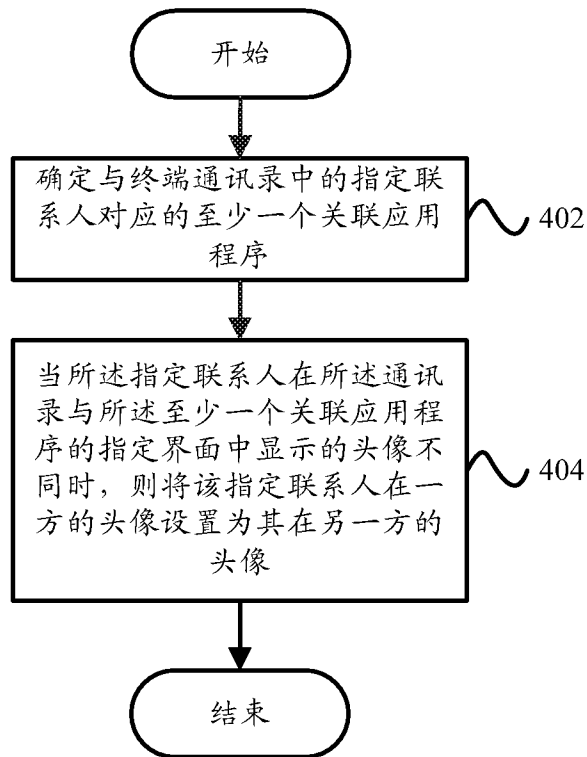 开始
确定与终端通讯录中的指定联
系人对应的至少一个关联应用
程序
402
当所述指定联系人在所述通讯
录与所述至少一个关联应用程
序的指定界面中显示的头像不
同时，则将该指定联系人在一
方的头像设置为其在另一方的
头像
404
结束